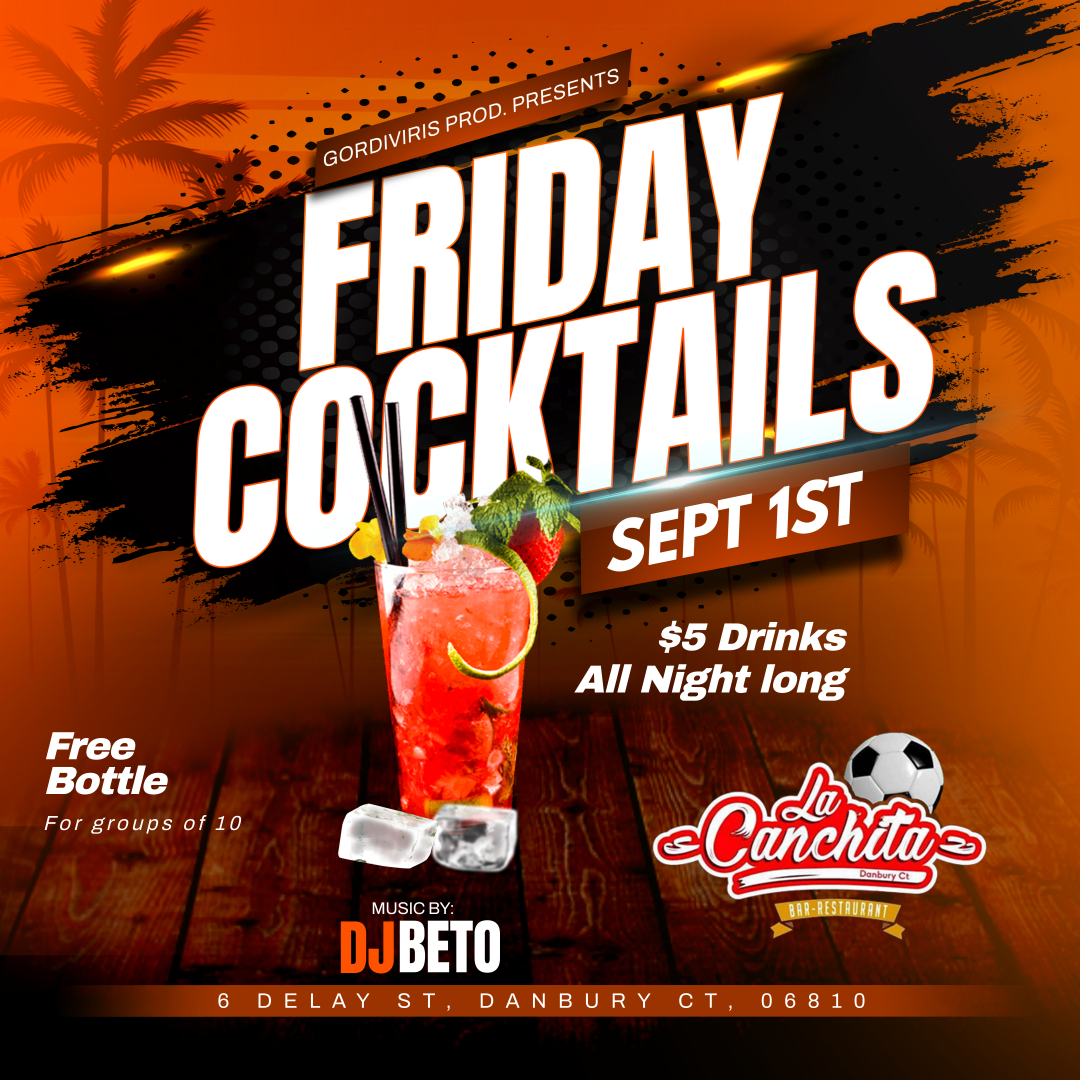 GORDIVIRIS PROD. PRESENTS
FRIDAY
COCKTAILS
SEPT 1ST
$5 Drinks
All Night long
Free
Bottle
For groups of 10
La
Canchita
Danbury Ct
BAR-RESTAURANT
MUSIC BY:
DJ BETO
6 DELAY ST, DANBURY CT, 06810